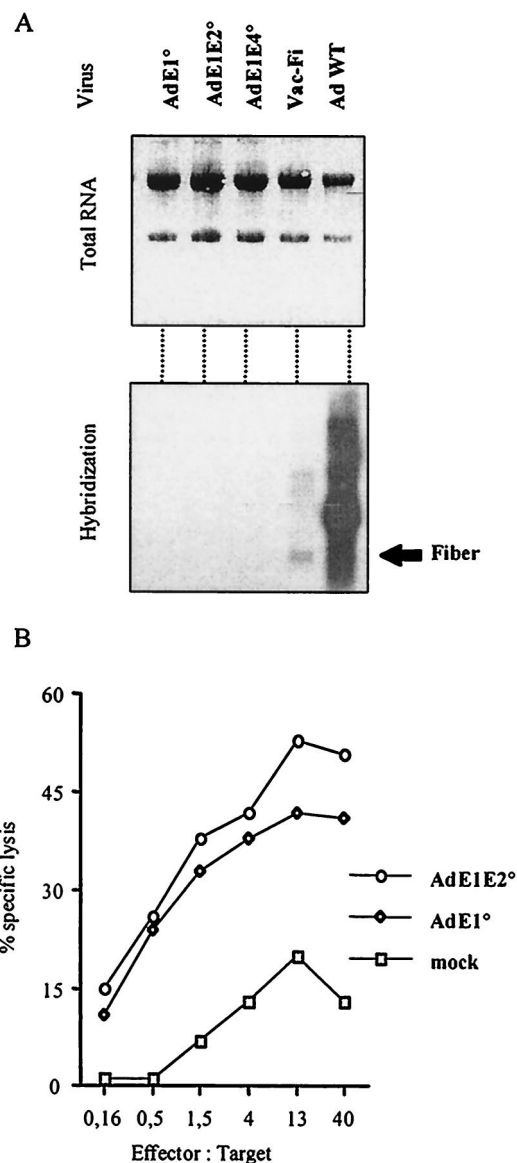 A
Virus
AdE1°
AdE1E2°
AdE1E4°
Vac-Fi
Ad WT
Total RNA
Hybridization
Fiber
B
% specific lysis
60
45
30
15
0
AdE1E2°
AdE1°
mock
0,16 0,5 1,5 4 13 40
Effector : Target